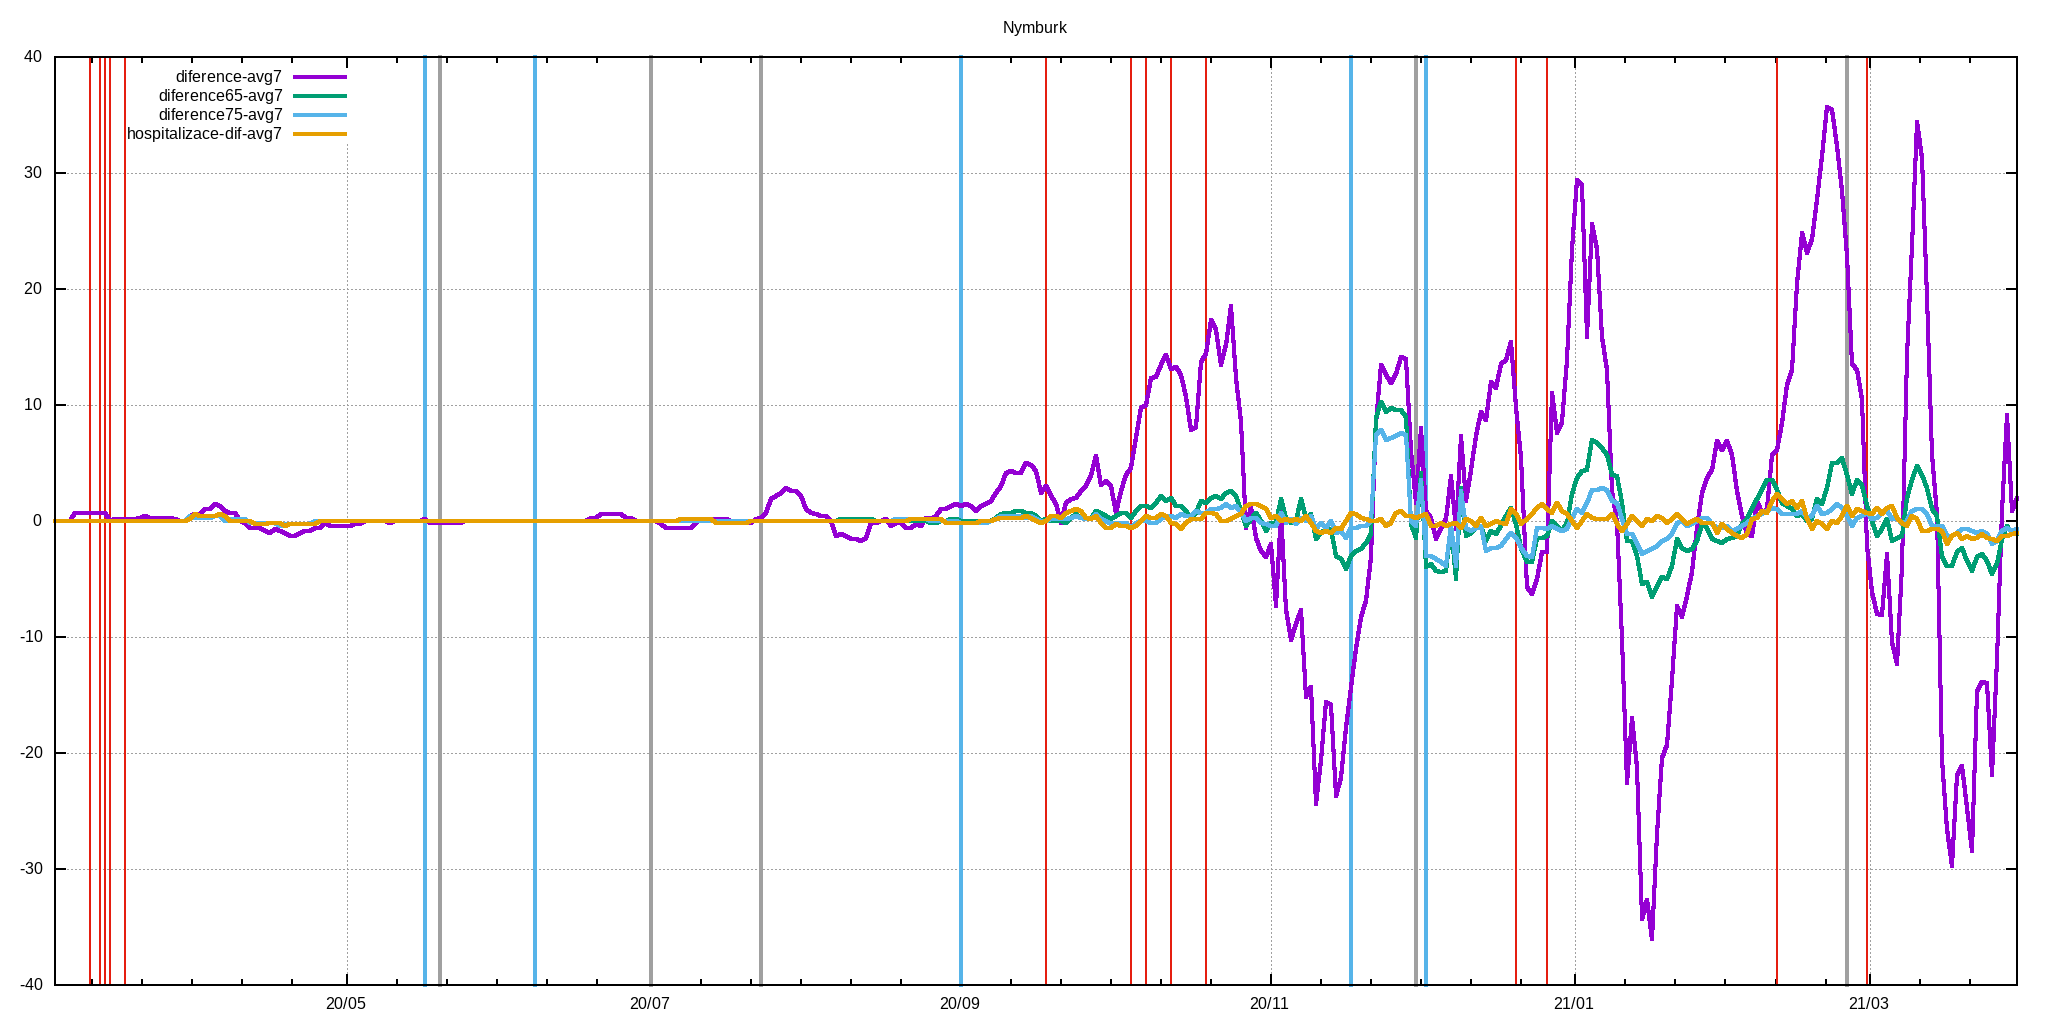 Nymburk
40
30
20
10
0
-10
-20
-30
-40
diference-avg7
diference65-avg7
diference75-avg7
hospitalizace-dif-avg7
20/05 20/07 20/09 20/11 21/01 21/03